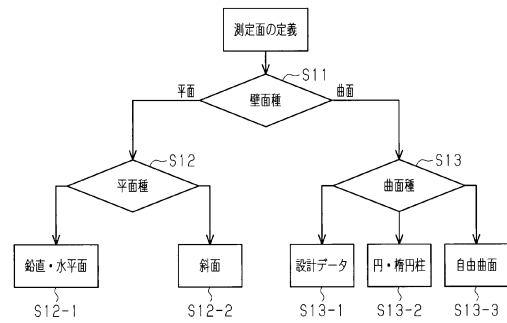 測定面の定義
S11
平面
壁面種
曲面
S12
平面種
S13
曲面種
鉛直・水平面
斜面
設計データ
円・楕円柱
自由曲面
S12-1
S12-2
S13-1
S13-2
S13-3